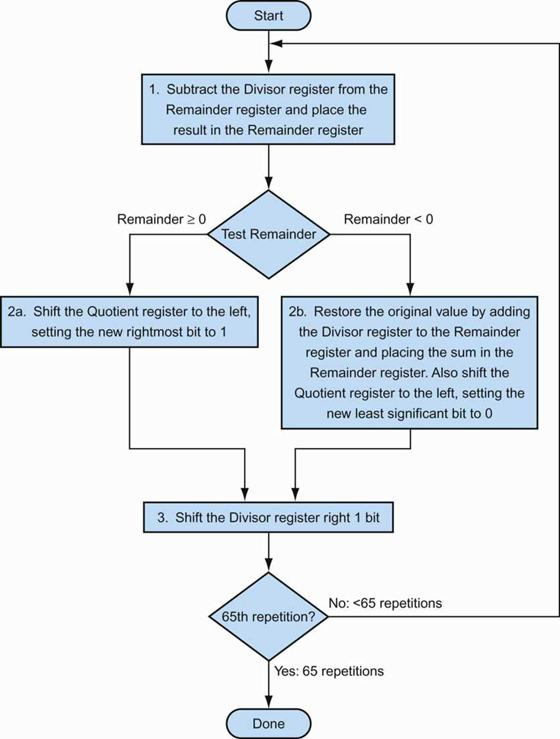 Start
1. Subtract the Divisor register from the
Remainder register and place the
result in the Remainder register
Remainder ≥ 0
Test Remainder
Remainder < 0
2a. Shift the Quotient register to the left,
setting the new rightmost bit to 1
2b. Restore the original value by adding
the Divisor register to the Remainder
register and placing the sum in the
Remainder register. Also shift the
Quotient register to the left, setting the
new least significant bit to 0
3. Shift the Divisor register right 1 bit
65th repetition?
No: <65 repetitions
Yes: 65 repetitions
Done